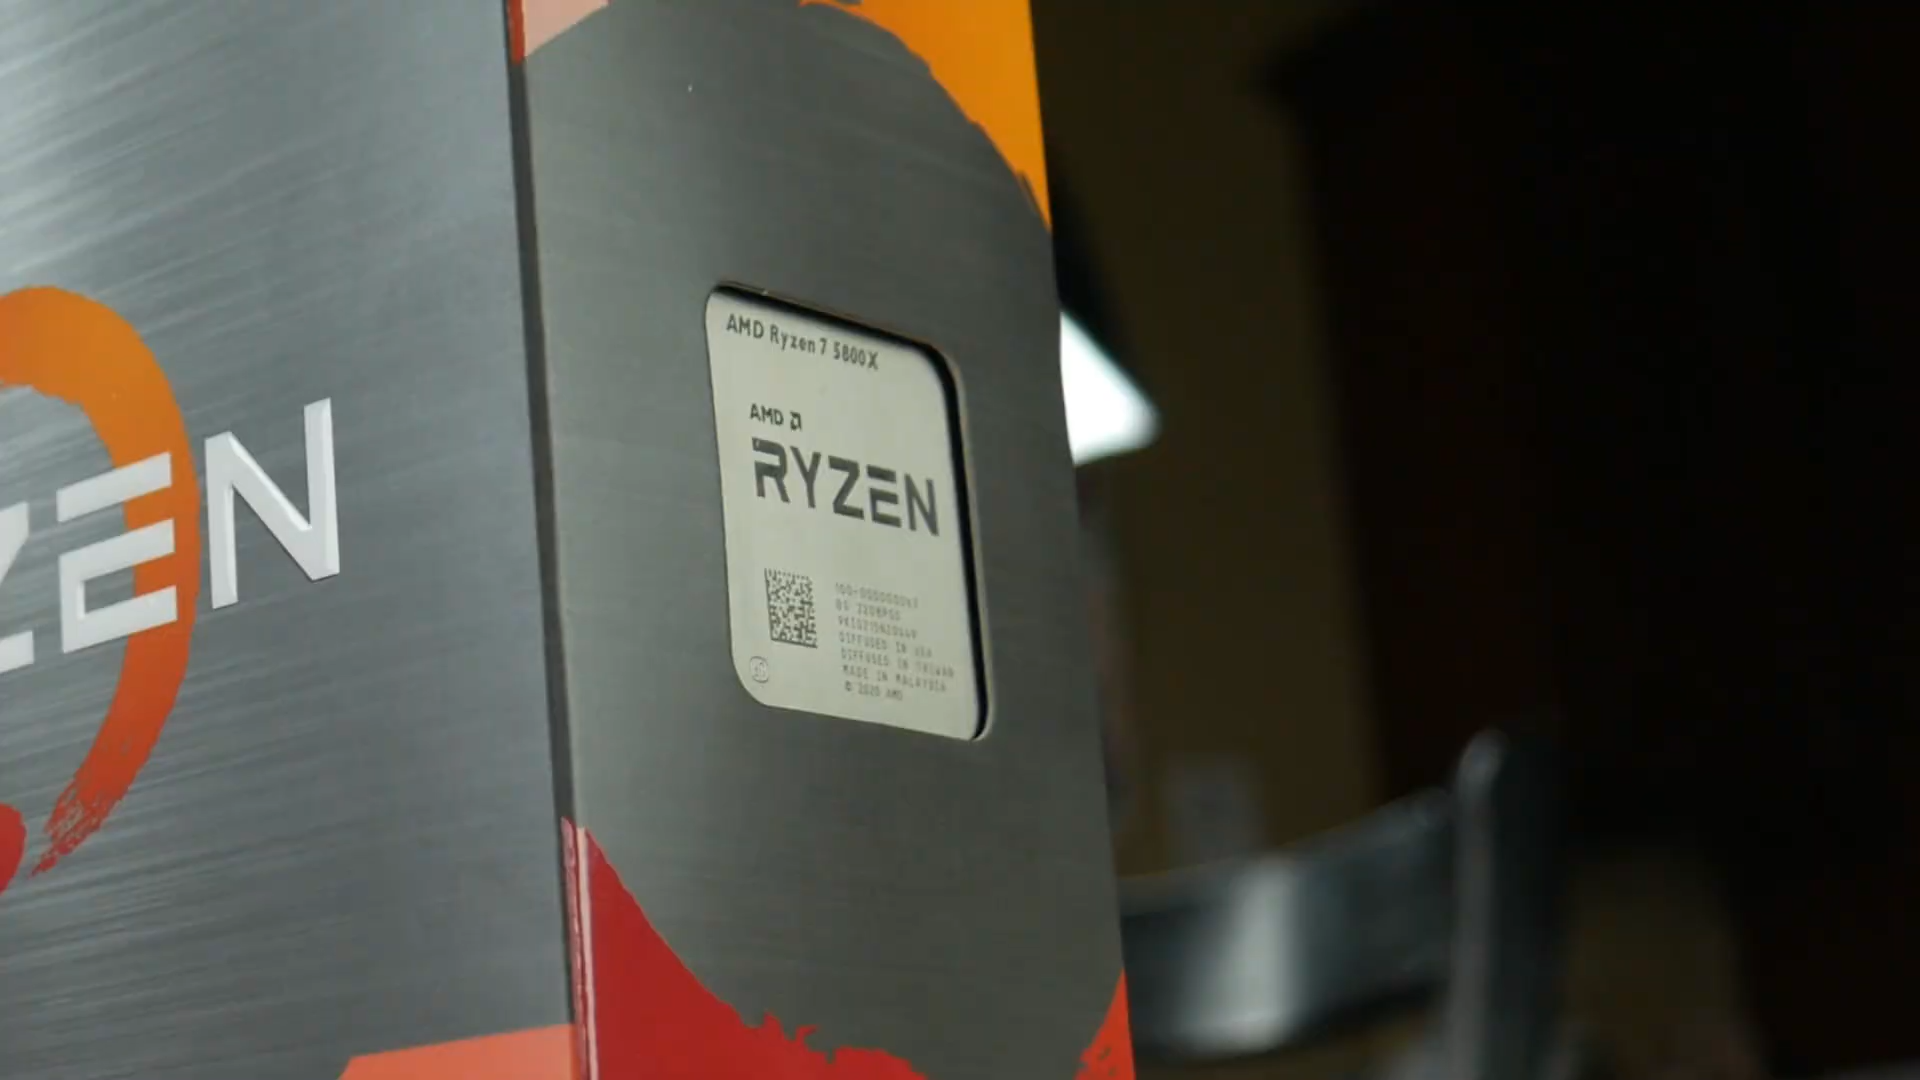 ZEN
AMD Ryzen 7 5800X
AMD
RYZEN
DIFFUSED IN USA
DIFFUSED IN TAIWAN
MADE IN MALAYSIA
© 2020 AMD